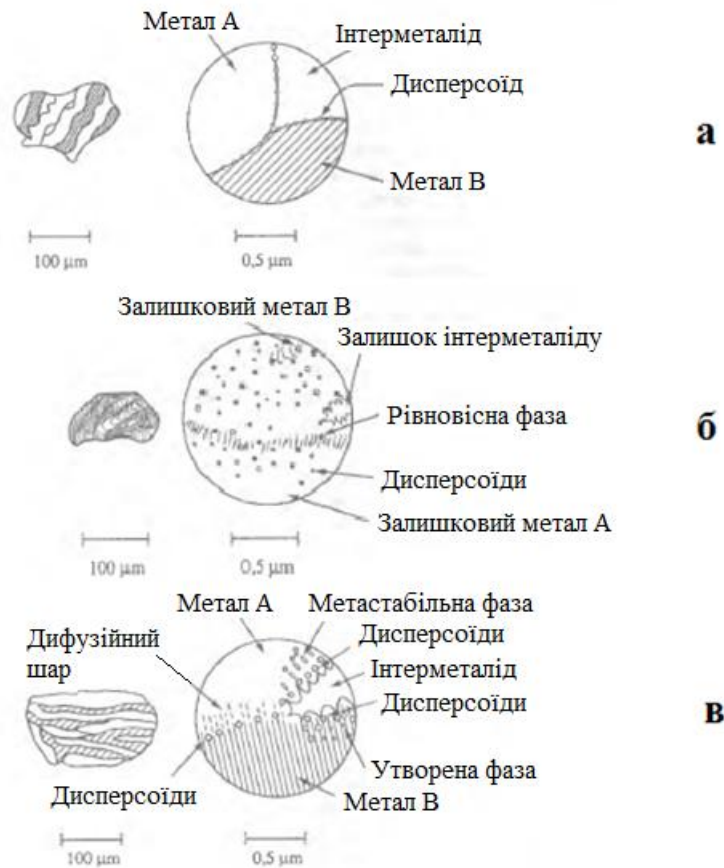 Метал А
Інтерметалід
Дисперсоїд
Метал В
а
100 μm
0,5 μm
Залишковий метал В
Залишок інтерметаліду
Рівновісна фаза
б
Дисперсоїди
Залишковий метал А
100 μm
0,5 μm
Метал А
Метастабільна фаза
Дисперсоїди
Дифузійний
шар
Інтерметалід
Дисперсоїди
в
Утворена фаза
Дисперсоїди
Метал В
100 μm
0,5 μm